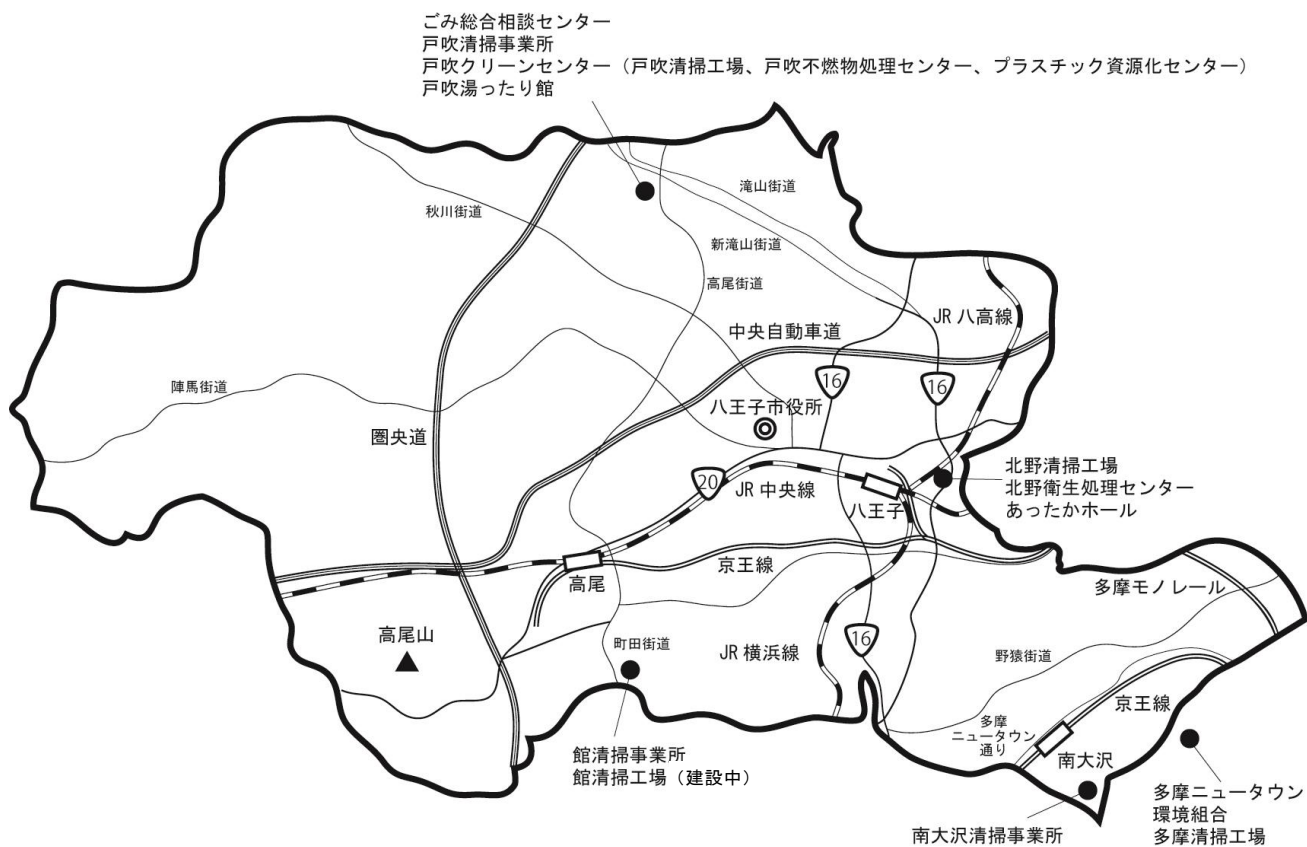 ごみ総合相談センター
戸吹清掃事業所
戸吹クリーンセンター（戸吹清掃工場、戸吹不燃物処理センター、プラスチック資源化センター）
戸吹湯ったり館
滝山街道
秋川街道
新滝山街道
高尾街道
JR 八高線
中央自動車道
陣馬街道
16
16
八王子市役所
圏央道
北野清掃工場
北野衛生処理センター
あったかホール
20
JR 中央線
八王子
京王線
高尾
多摩モノレール
高尾山
町田街道
JR 横浜線
16
野猿街道
京王線
多摩
ニュータウン
通り
南大沢
館清掃事業所
館清掃工場（建設中）
多摩ニュータウン
環境組合
多摩清掃工場
南大沢清掃事業所